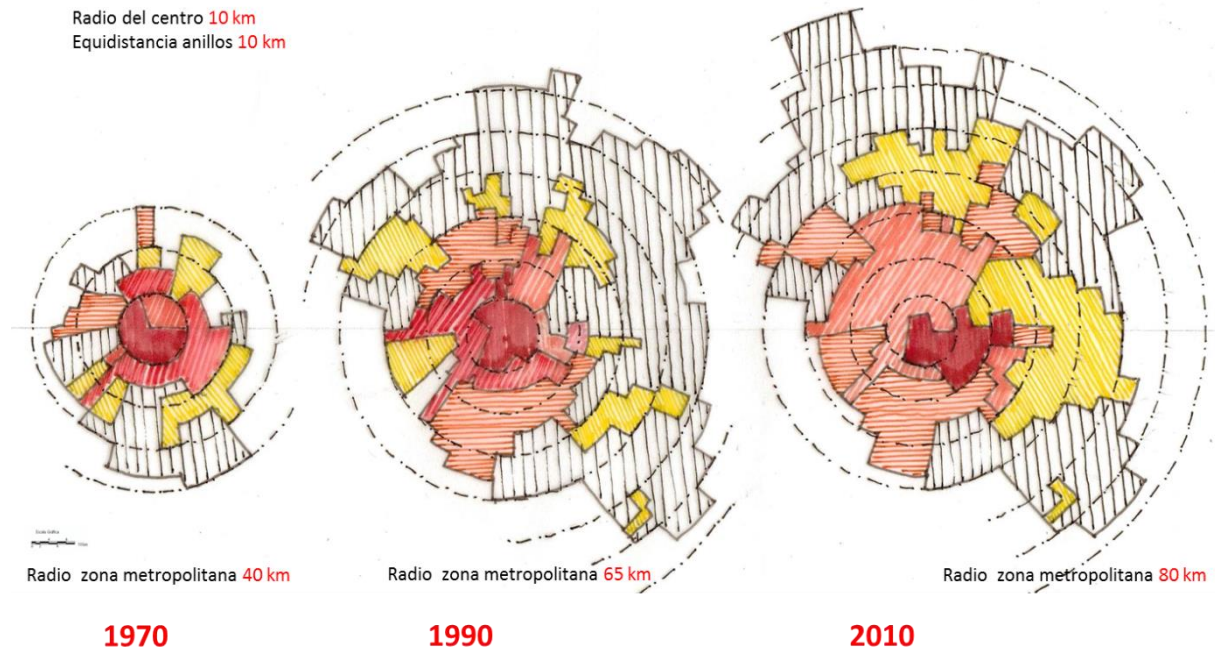 Radio del centro 10 km
Equidistancia anillos 10 km
Radio zona metropolitana 40 km
Radio zona metropolitana 65 km
Radio zona metropolitana 80 km
1970
1990
2010